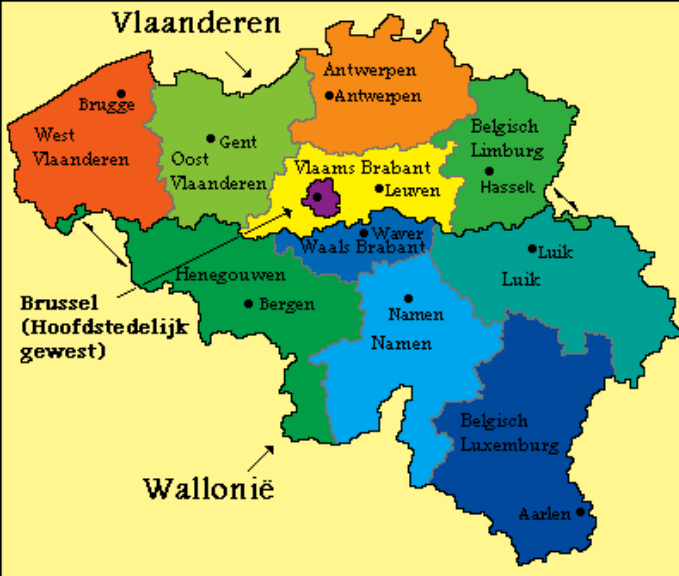 Vlaanderen
Antwerpen
Antwerpen
Brugge
West
Vlaanderen
Gent
Oost
Vlaanderen
Belgisch
Limburg
Hasselt
Vlaams Brabant
Leuven
Waver
Waals Brabant
Luik
Luik
Henegouwen
Bergen
Brussel
(Hoofdstedelijk
gewest)
Namen
Namen
Belgisch
Luxemburg
Wallonië
Aarlen